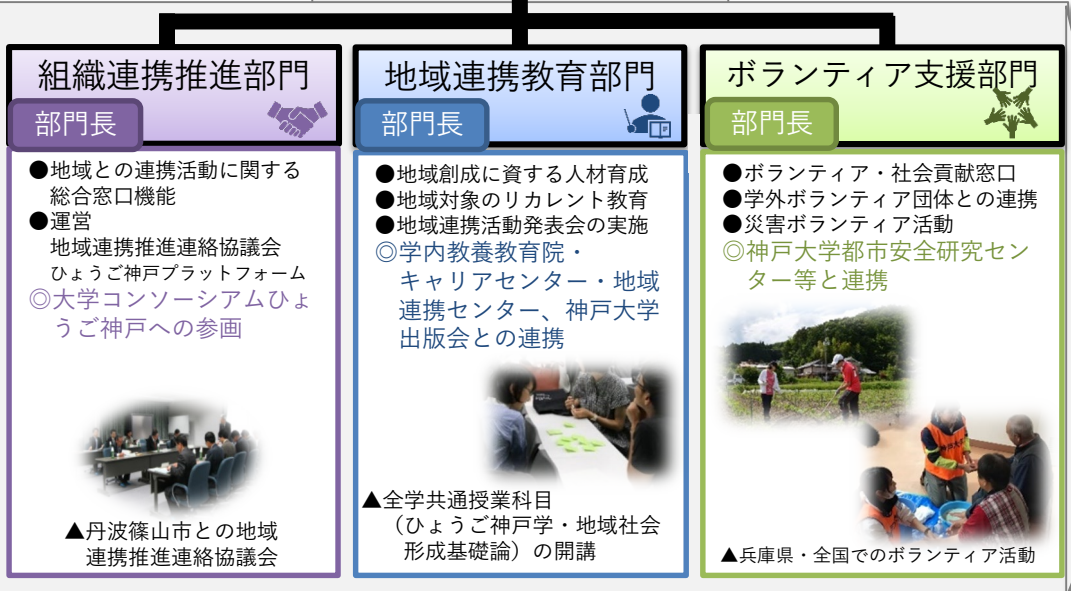 組織連携推進部門
部門長
●地域との連携活動に関する
総合窓口機能
●運営
地域連携推進連絡協議会
ひょうご神戸プラットフォーム
◎大学コンソーシアムひょ
うご神戸への参画
▲丹波篠山市との地域
連携推進連絡協議会
地域連携教育部門
部門長
●地域創成に資する人材育成
●地域対象のリカレント教育
●地域連携活動発表会の実施
◎学内教養教育院・
キャリアセンター・地域
連携センター、神戸大学
出版会との連携
▲全学共通授業科目
（ひょうご神戸学・地域社会
形成基礎論）の開講
ボランティア支援部門
部門長
●ボランティア・社会貢献窓口
●学外ボランティア団体との連携
●災害ボランティア活動
◎神戸大学都市安全研究セン
ター等と連携
▲兵庫県・全国でのボランティア活動